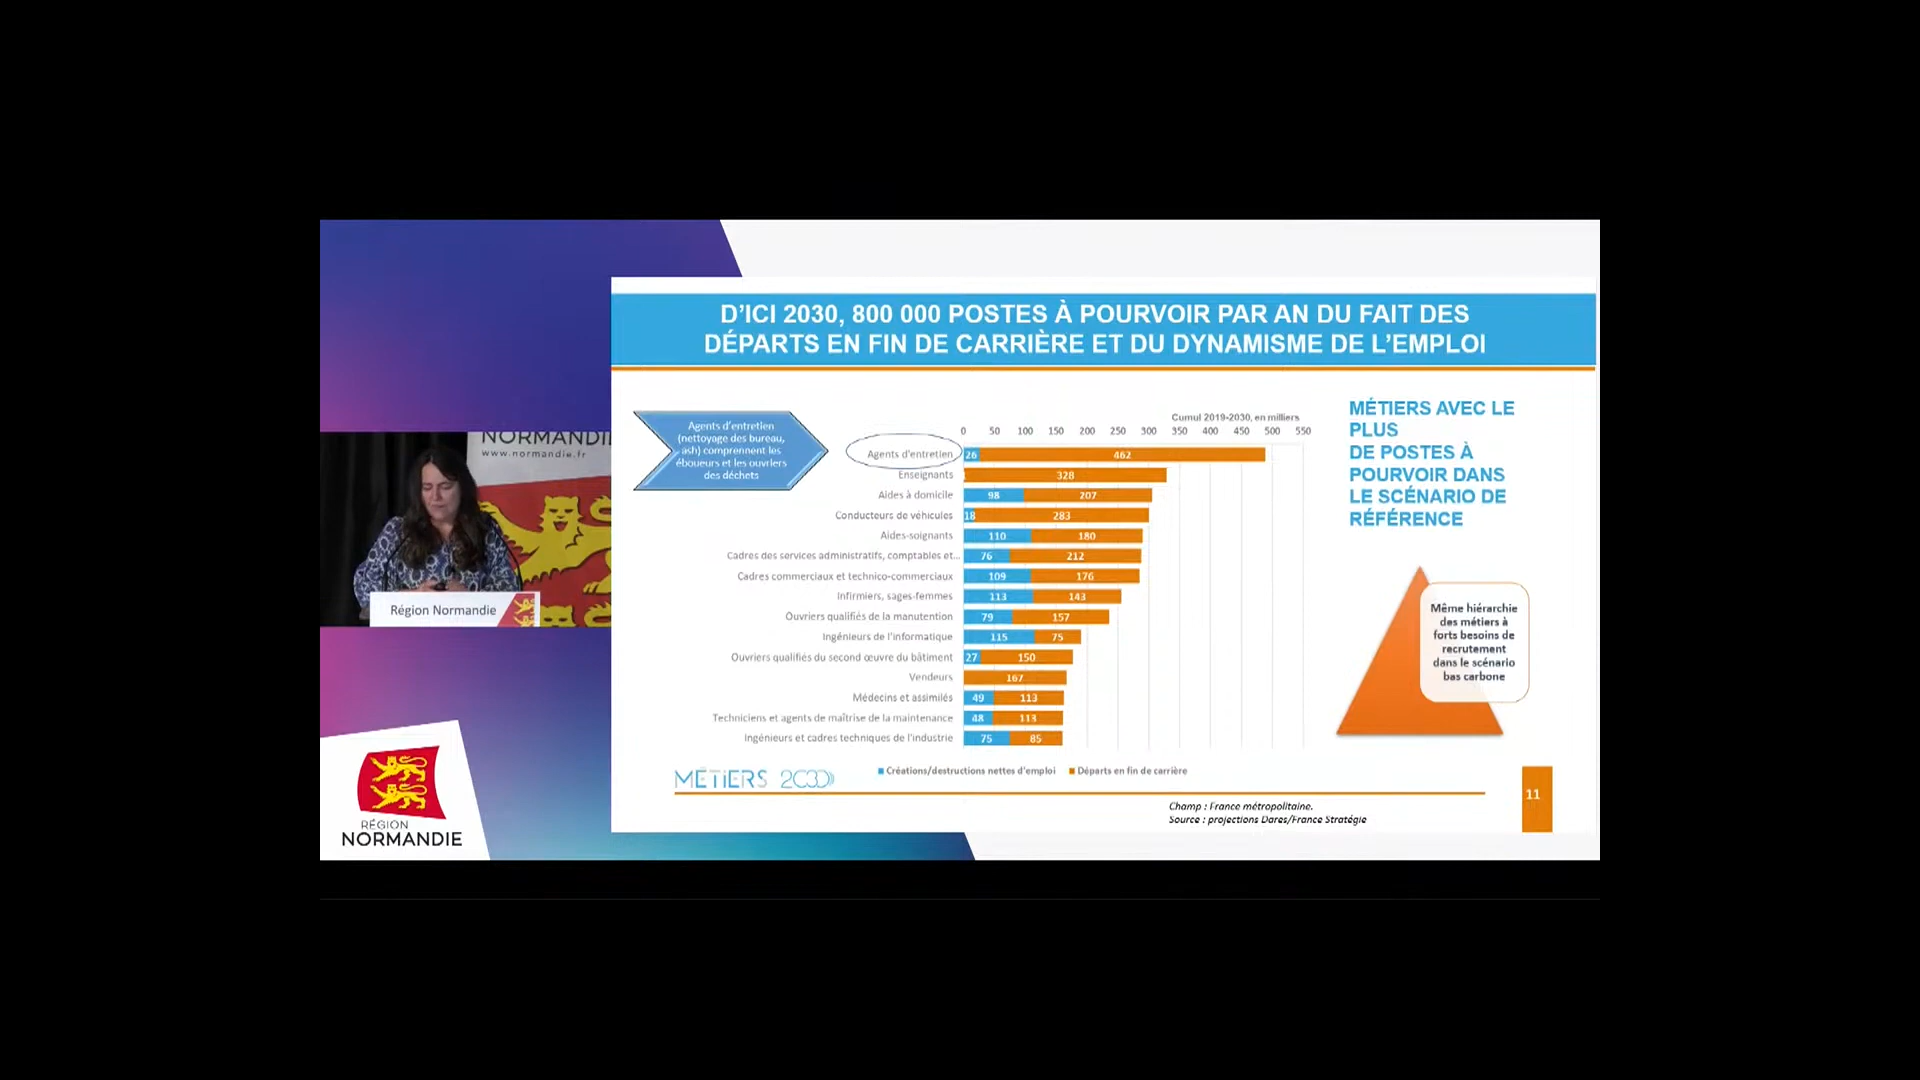 D'ICI 2030, 800 000 POSTES À POURVOIR PAR AN DU FAIT DES
DÉPARTS EN FIN DE CARRIÈRE ET DU DYNAMISME DE L'EMPLOI
Agents d'entretien
(nettoyage des bureau,
ash) comprennent les
éboueurs et les ouvriers
des déchets
Cumul 2019-2030, en milliers
0 50 100 150 200 250 300 350 400 450 500 550
Agents d'entretien 26 462
Enseignants 328
Aides à domicile 98 207
Conducteurs de véhicules 18 283
Aides-soignants 110 180
Cadres des services administratifs, comptables et... 76 212
Cadres commerciaux et technico-commerciaux 109 176
Infirmiers, sages-femmes 113 143
Ouvriers qualifiés de la manutention 79 157
Ingénieurs de l'informatique 115 75
Ouvriers qualifiés du second œuvre du bâtiment 27 150
Vendeurs 167
Médecins et assimilés 49 113
Techniciens et agents de maîtrise de la maintenance 48 113
Ingénieurs et cadres techniques de l'industrie 75 85
Créations/destructions nettes d'emploi Départs en fin de carrière
MÉTIERS AVEC LE
PLUS
DE POSTES À
POURVOIR DANS
LE SCÉNARIO DE
RÉFÉRENCE
Même hiérarchie
des métiers à
forts besoins de
recrutement
dans le scénario
bas carbone
MÉTIERS 2030
Champ : France métropolitaine.
Source : projections Dares/France Stratégie
11
NORMANDI
www.normandie.fr
Région Normandie
RÉGION
NORMANDIE